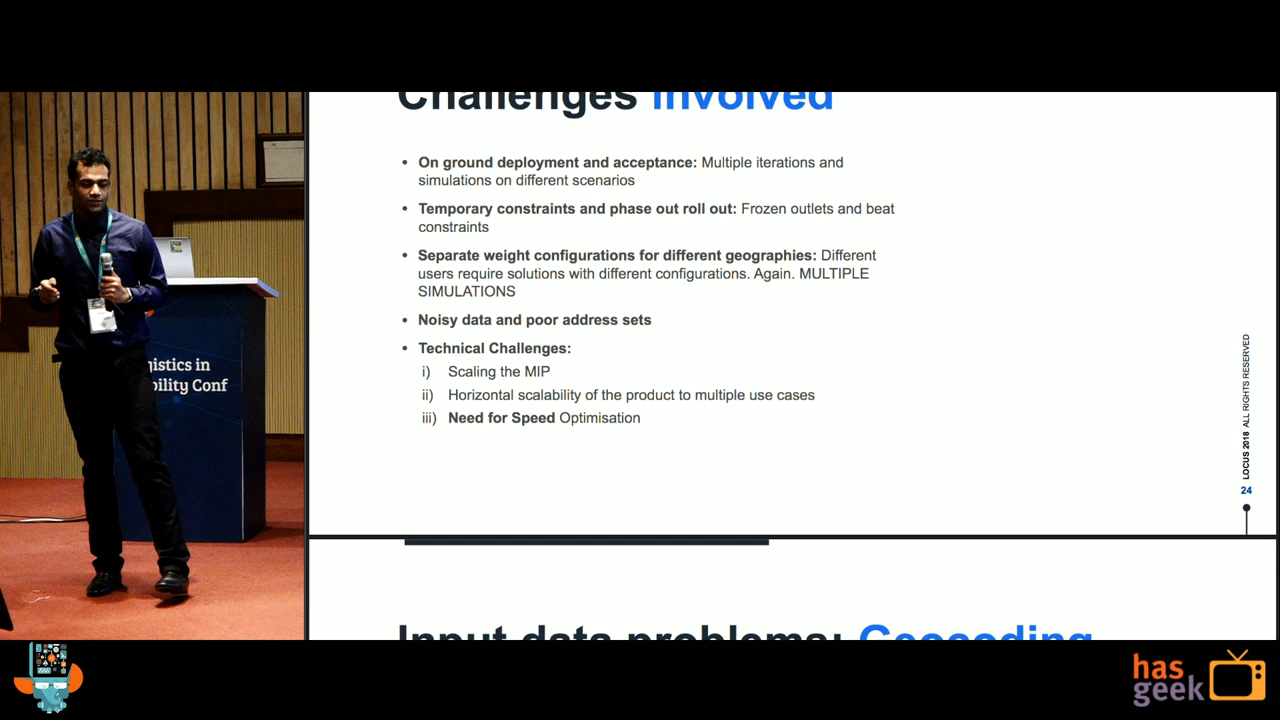 Challenges Involved
• On ground deployment and acceptance: Multiple iterations and
simulations on different scenarios
• Temporary constraints and phase out roll out: Frozen outlets and beat
constraints
• Separate weight configurations for different geographies: Different
users require solutions with different configurations. Again. MULTIPLE
SIMULATIONS
• Noisy data and poor address sets
• Technical Challenges:
i) Scaling the MIP
ii) Horizontal scalability of the product to multiple use cases
iii) Need for Speed Optimisation
LOCUS 2018 ALL RIGHTS RESERVED
24
Input data problems: Geocoding
gistics in
bility Conf
has
geek